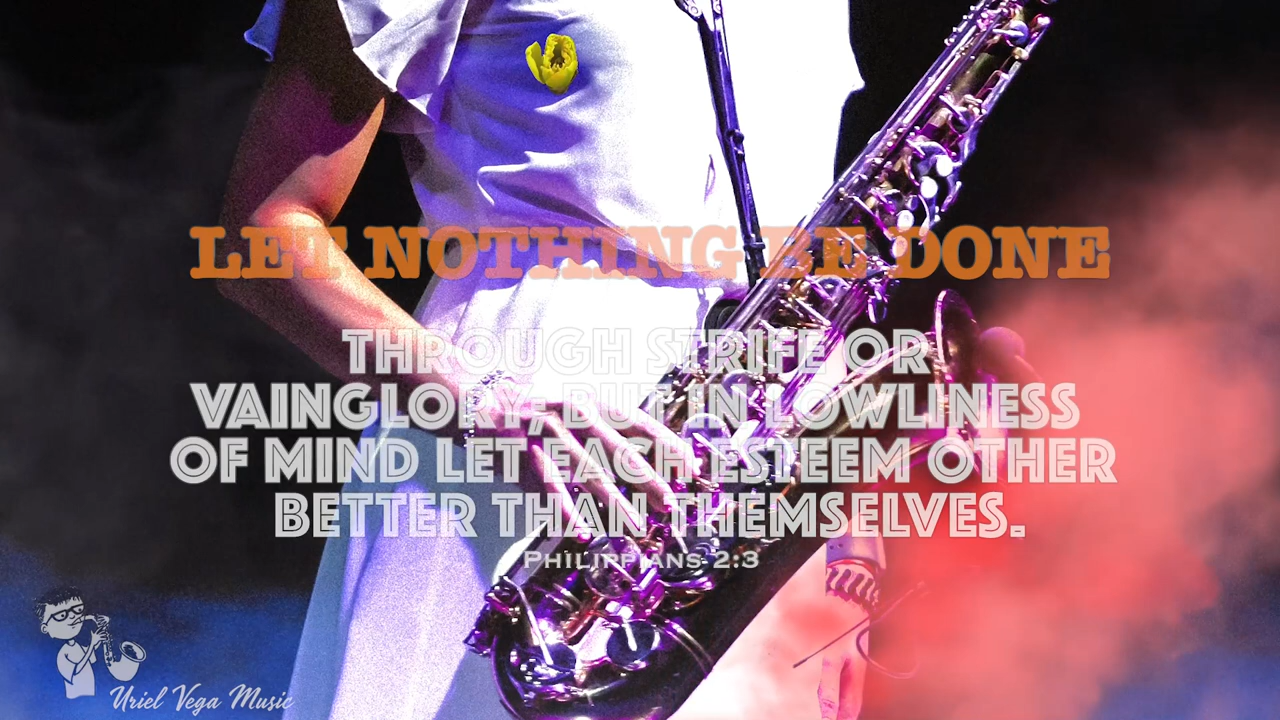 LET NOTHING BE DONE
THROUGH STRIFE OR
VAINGLORY; BUT IN LOWLINESS
OF MIND LET EACH ESTEEM OTHER
BETTER THAN THEMSELVES.
PHILIPPIANS 2:3
Uriel Vega Music